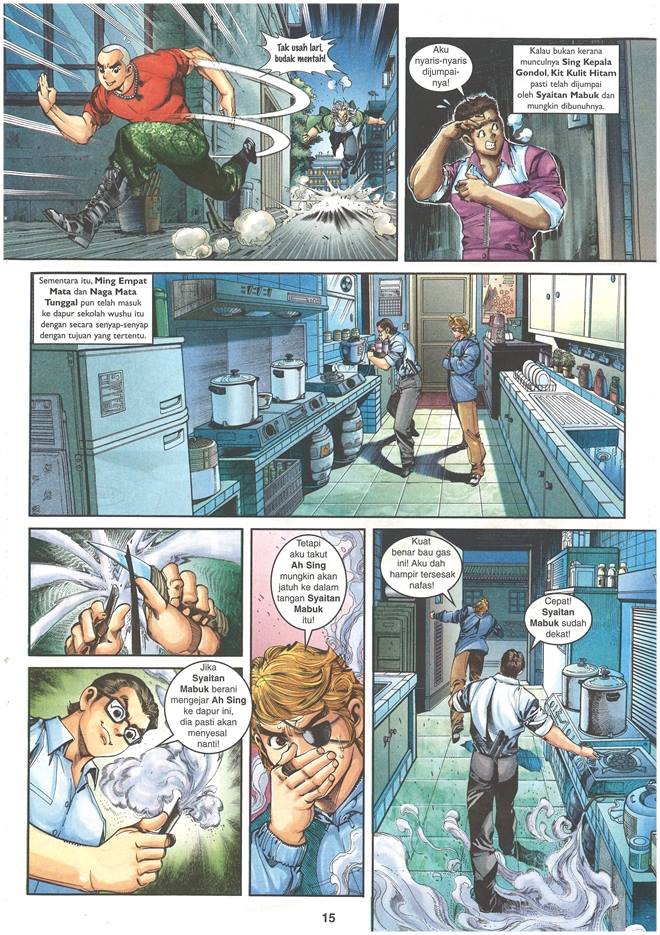 Tak usah lari,
budak mentah!
Aku
nyaris-nyaris
dijumpai-
nya!
Kalau bukan kerana
munculnya Sing Kepala
Gondol, Kit Kulit Hitam
pasti telah dijumpai
oleh Syaitan Mabuk dan
mungkin dibunuhnya.
Sementara itu, Ming Empat
Mata dan Naga Mata
Tunggal pun telah masuk
ke dapur sekolah wushu itu
dengan secara senyap-senyap
dengan tujuan yang tertentu.
Jika
Syaitan
Mabuk berani
mengejar Ah Sing
ke dapur ini,
dia pasti akan
menyesal
nanti!
Tetapi
aku takut
Ah Sing
mungkin akan
jatuh ke dalam
tangan Syaitan
Mabuk
itu!
Kuat
benar bau gas
ini! Aku dah
hampir tersesak
nafas!
Cepat!
Syaitan
Mabuk sudah
dekat!
15